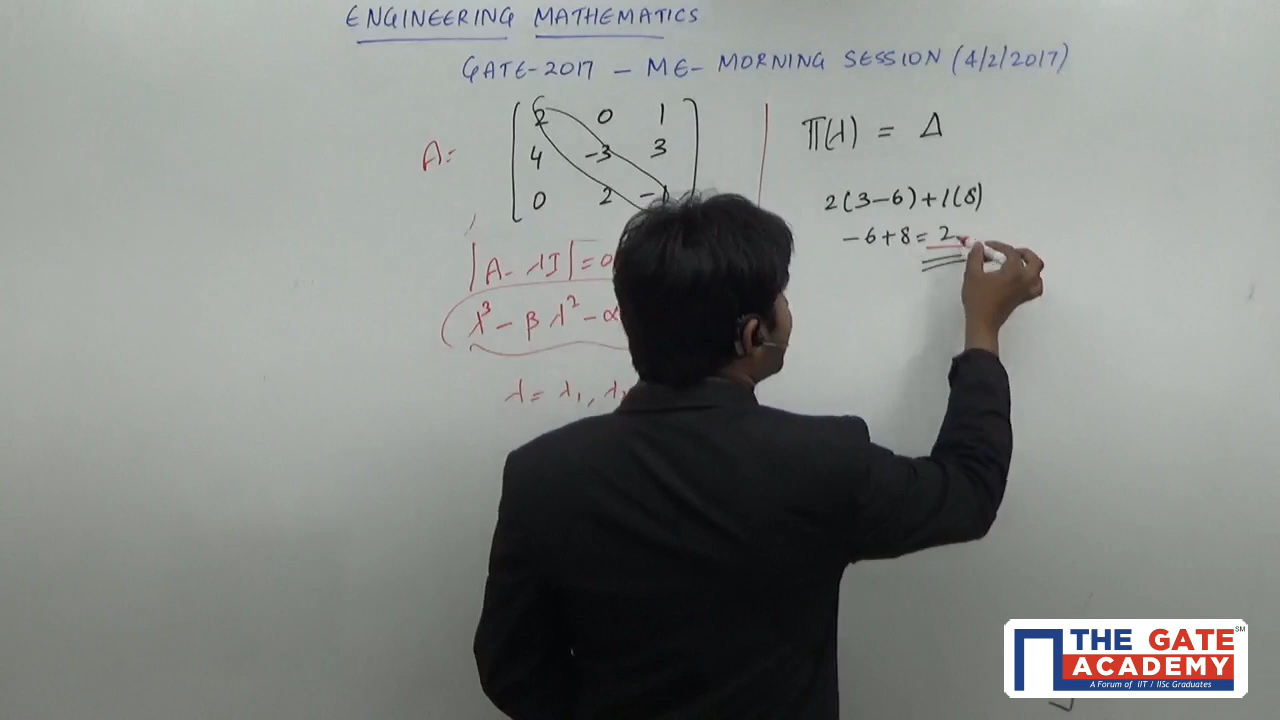 ENGINEERING MATHEMATICS
GATE-2017 – ME- MORNING SESSION (4/2/2017)
A= [ 2 0 1
4 -3 3
0 2 -1 ]
|A- λI| = 0
λ³ - β λ² - α
λ = λ₁, λ₂
π(λ) = Δ
2(3-6)+1(8)
-6+8= 2
THE GATE
ACADEMY
SM
A Forum of IIT / IISc Graduates